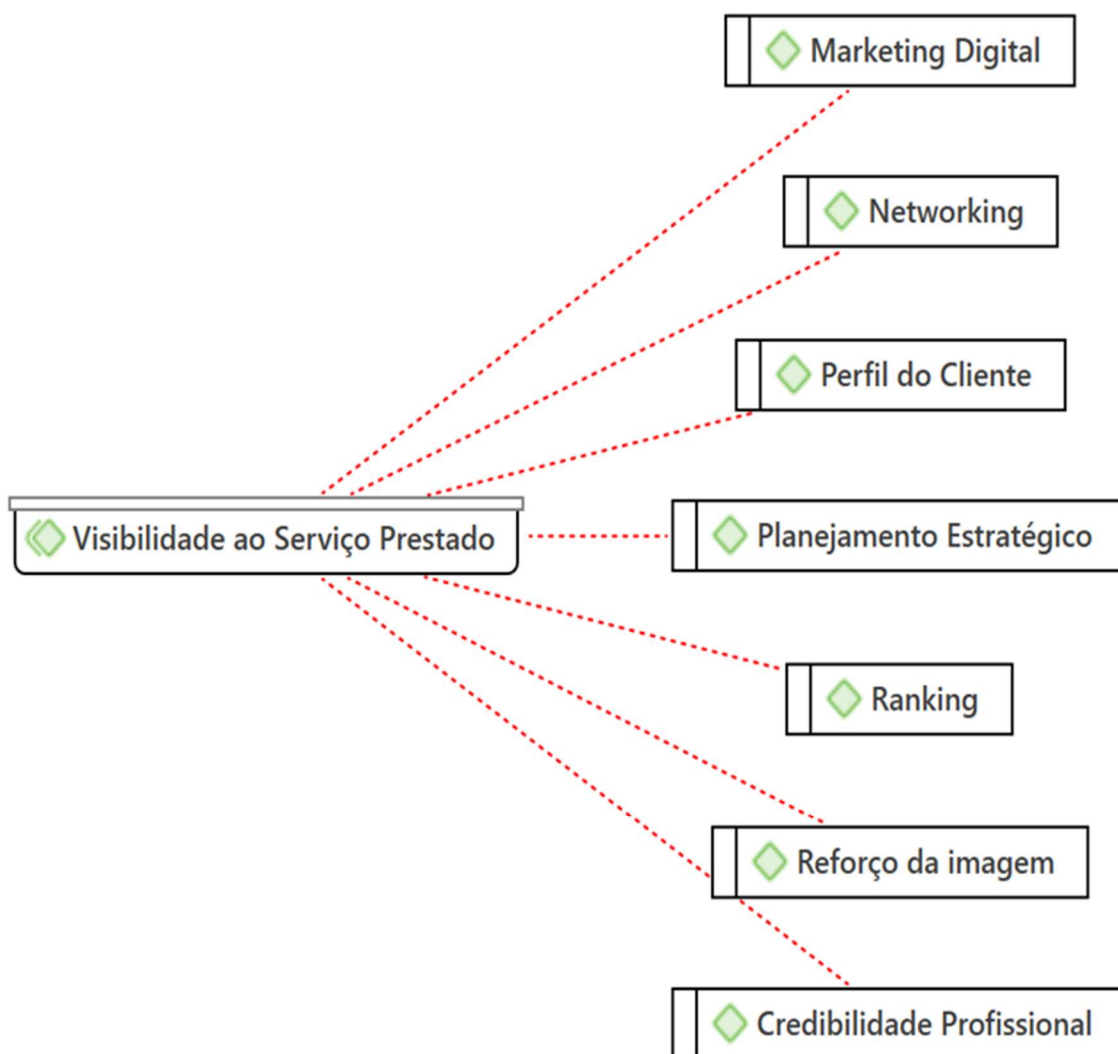 Marketing Digital
Networking
Perfil do Cliente
Visibilidade ao Serviço Prestado
Planejamento Estratégico
Ranking
Reforço da imagem
Credibilidade Profissional